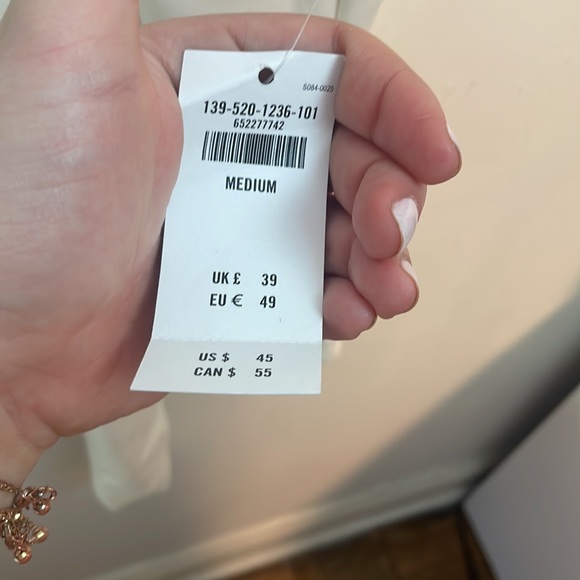 5084-0025
139-520-1236-101
652277742
MEDIUM
UK £ 39
EU € 49
US $ 45
CAN $ 55